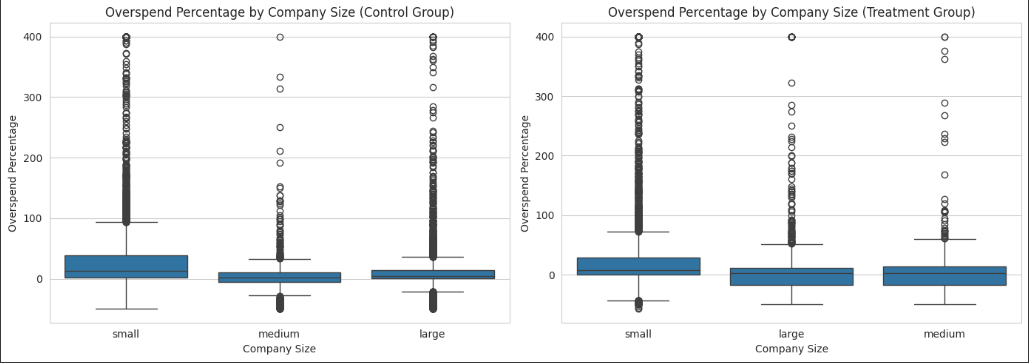 Overspend Percentage by Company Size (Control Group)
Overspend Percentage
400
300
200
100
0
small
medium
large
Company Size
Overspend Percentage by Company Size (Treatment Group)
Overspend Percentage
400
300
200
100
0
small
large
medium
Company Size